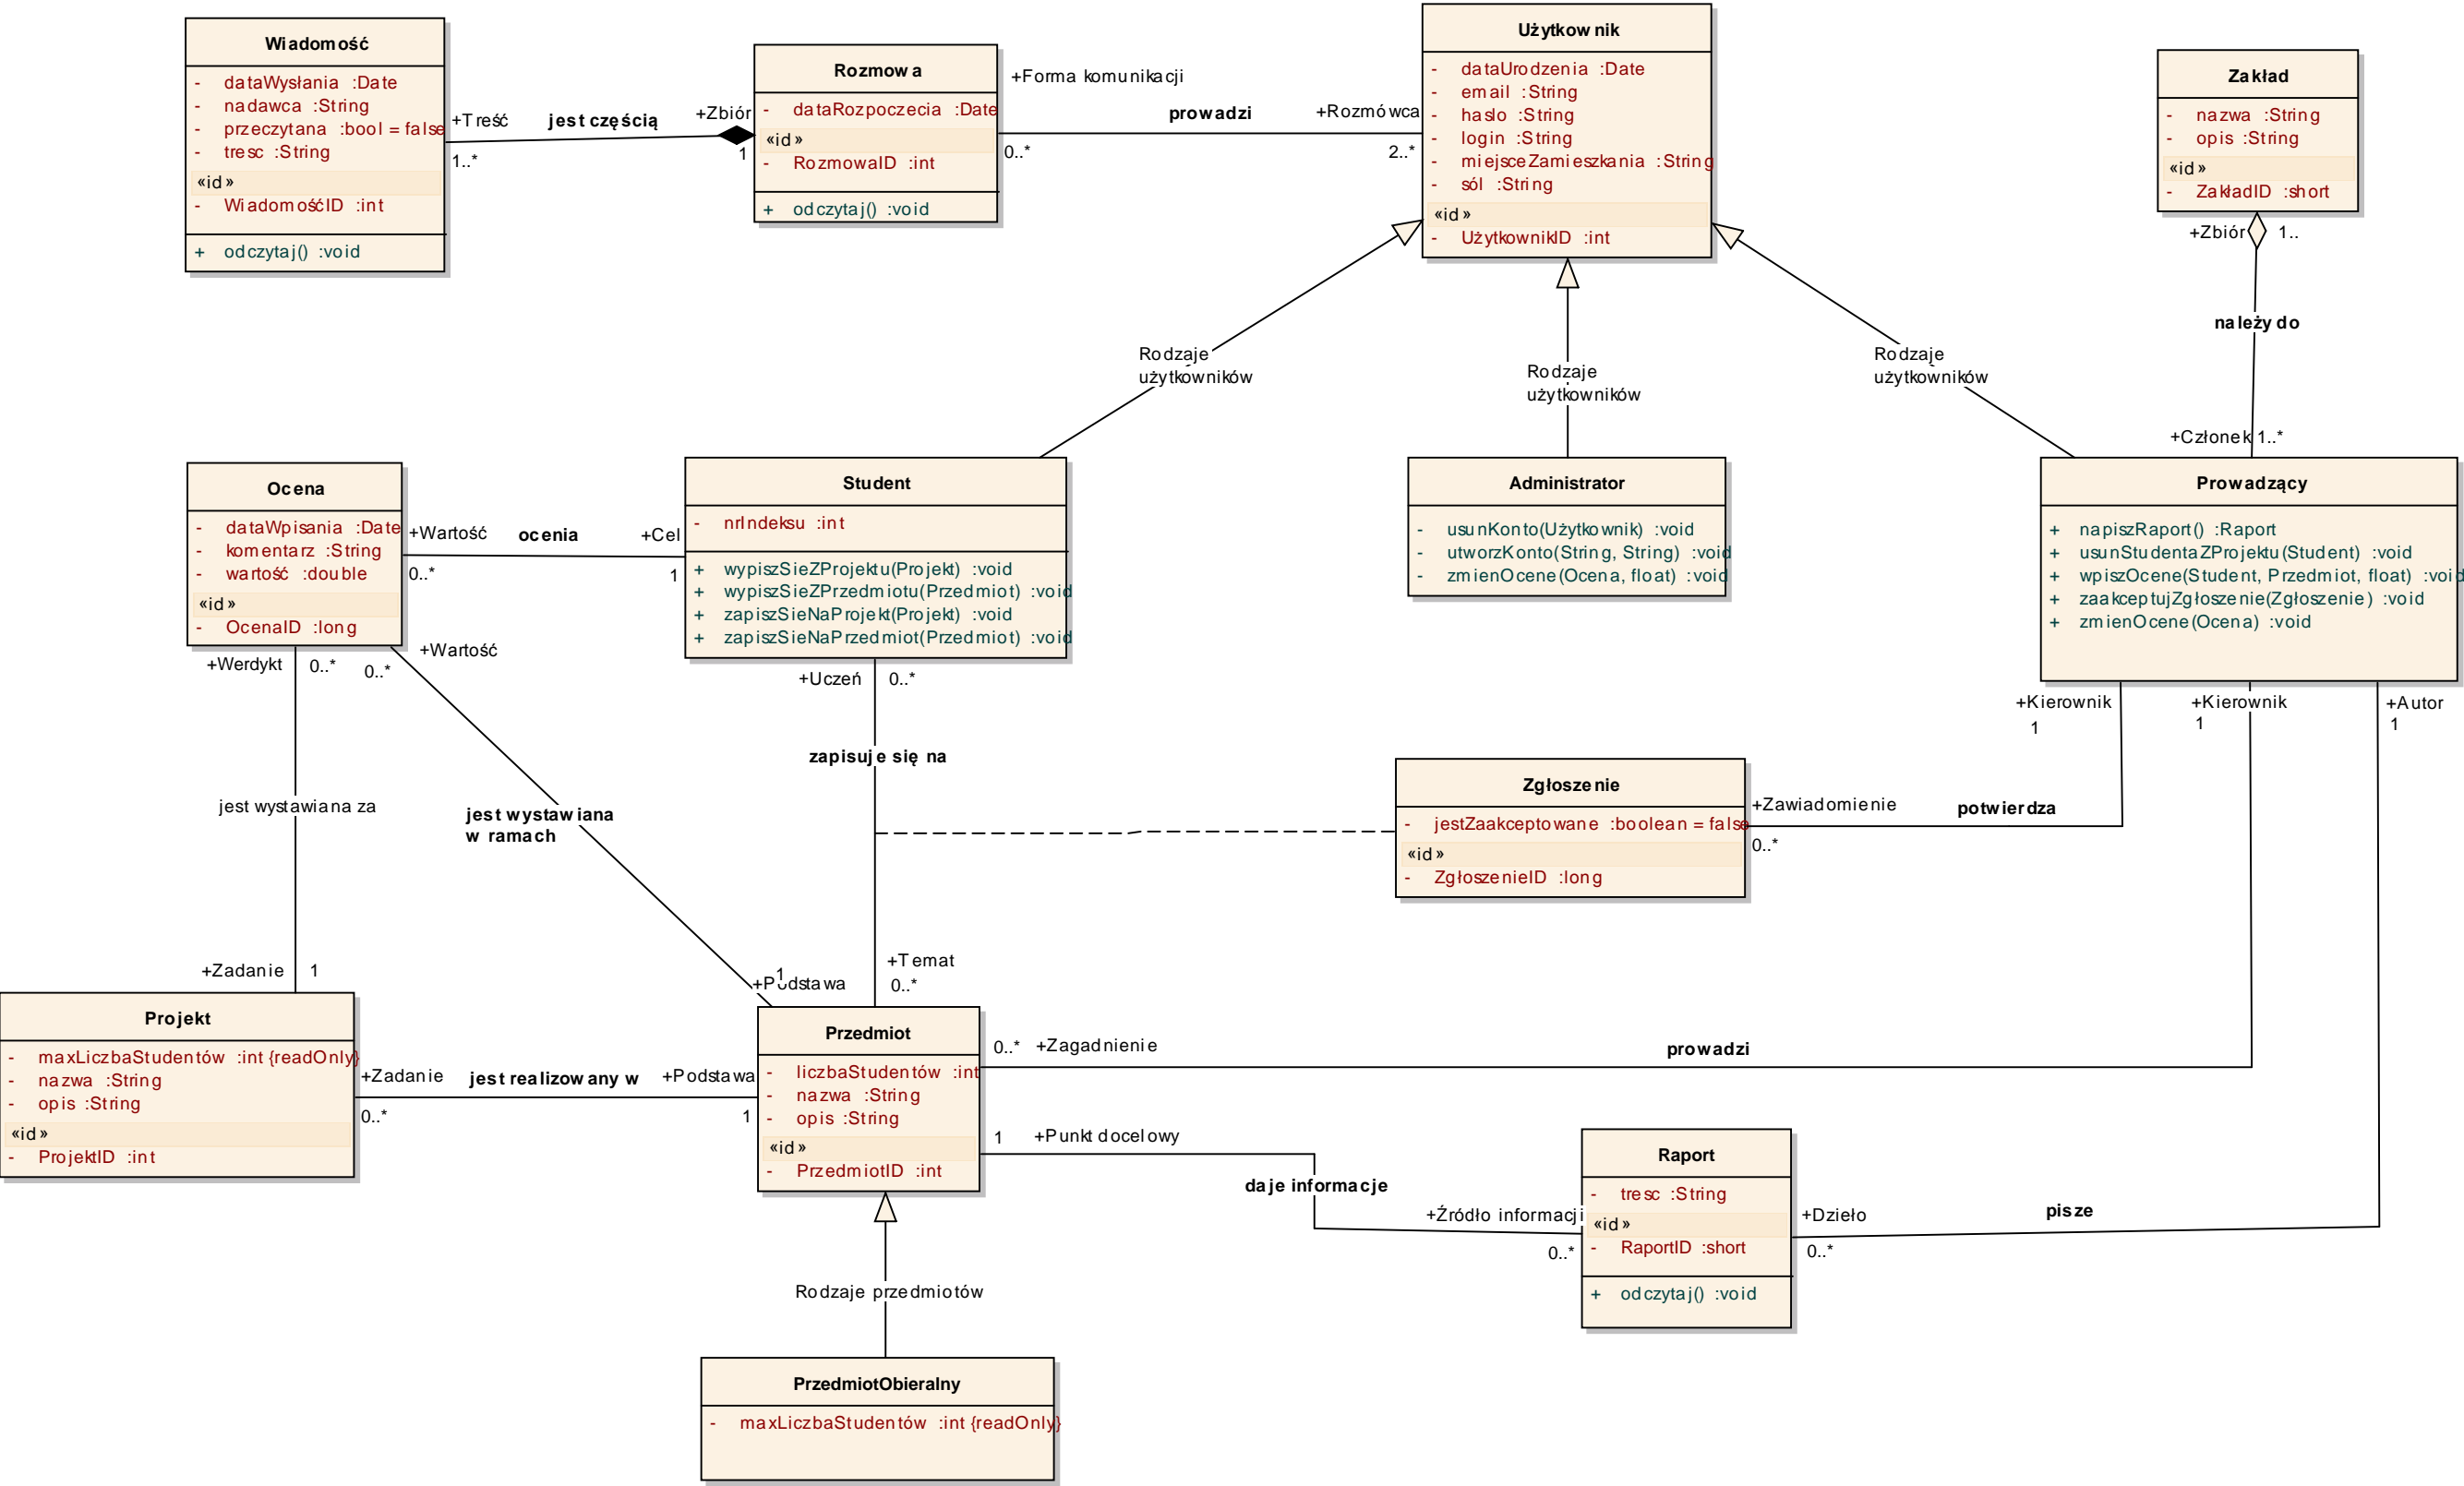 Wiadomość
- dataWysłania :Date
- nadawca :String
- przeczytana :bool = false
- tresc :String
«id»
- WiadomośćID :int
+ odczytaj() :void
+Treść
1..*
jest częścią
+Zbiór
1
Rozmowa
- dataRozpoczecia :Date
«id»
- RozmowaID :int
+ odczytaj() :void
+Forma komunikacji
0..*
prowadzi
+Rozmówca
2..*
Użytkownik
- dataUrodzenia :Date
- email :String
- haslo :String
- login :String
- miejsceZamieszkania :String
- sól :String
«id»
- UżytkownikID :int
Zakład
- nazwa :String
- opis :String
«id»
- ZakładID :short
+Zbiór
1..
należy do
+Członek 1..*
Rodzaje
użytkowników
Rodzaje
użytkowników
Rodzaje
użytkowników
Ocena
- dataWpisania :Date
- komentarz :String
- wartość :double
«id»
- OcenaID :long
+Wartość
0..*
ocenia
+Cel
1
Student
- nrIndeksu :int
+ wypiszSieZProjektu(Projekt) :void
+ wypiszSieZPrzedmiotu(Przedmiot) :void
+ zapiszSieNaProjekt(Projekt) :void
+ zapiszSieNaPrzedmiot(Przedmiot) :void
Administrator
- usunKonto(Użytkownik) :void
- utworzKonto(String, String) :void
- zmienOcene(Ocena, float) :void
Prowadzący
+ napiszRaport() :Raport
+ usunStudentaZProjektu(Student) :void
+ wpiszOcene(Student, Przedmiot, float) :void
+ zaakceptujZgłoszenie(Zgłoszenie) :void
+ zmienOcene(Ocena) :void
+Werdykt
0..*
0..*
+Wartość
+Uczeń
0..*
+Kierownik
1
+Kierownik
1
+Autor
1
zapisuje się na
jest wystawiana za
jest wystawiana
w ramach
Zgłoszenie
- jestZaakceptowane :boolean = false
«id»
- ZgłoszenieID :long
+Zawiadomienie
0..*
potwierdza
+Zadanie
1
1
+Podstawa
+Temat
0..*
Projekt
- maxLiczbaStudentów :int {readOnly}
- nazwa :String
- opis :String
«id»
- ProjektID :int
+Zadanie
0..*
jest realizowany w
+Podstawa
1
Przedmiot
- liczbaStudentów :int
- nazwa :String
- opis :String
«id»
- PrzedmiotID :int
0..*
+Zagadnienie
prowadzi
1
+Punkt docelowy
daje informacje
+Źródło informacji
0..*
Raport
- tresc :String
«id»
- RaportID :short
+ odczytaj() :void
+Dzieło
0..*
pisze
Rodzaje przedmiotów
PrzedmiotObieralny
- maxLiczbaStudentów :int {readOnly}